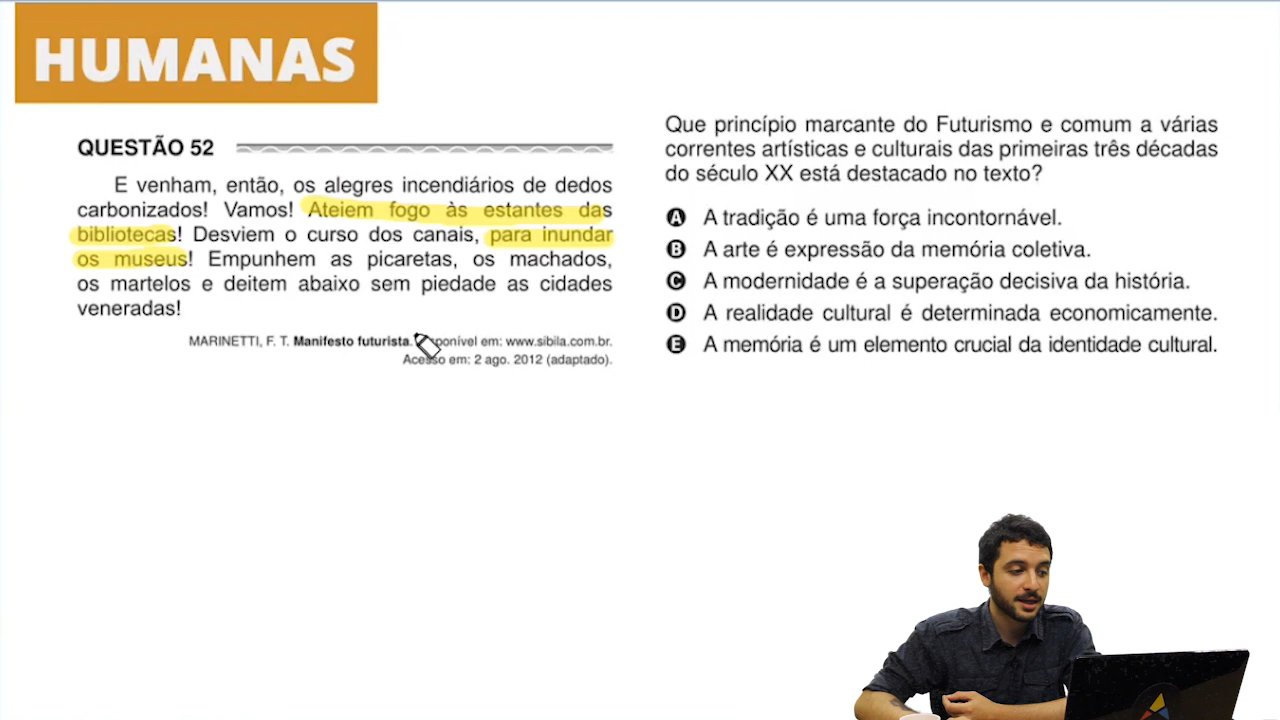 HUMANAS
QUESTÃO 52
E venham, então, os alegres incendiários de dedos
carbonizados! Vamos! Ateiem fogo às estantes das
bibliotecas! Desviem o curso dos canais, para inundar
os museus! Empunhem as picaretas, os machados,
os martelos e deitem abaixo sem piedade as cidades
veneradas!
MARINETTI, F. T. Manifesto futurista. em: www.sibila.com.br.
Acesso em: 2 ago. 2012 (adaptado).
Que princípio marcante do Futurismo e comum a várias
correntes artísticas e culturais das primeiras três décadas
do século XX está destacado no texto?
A A tradição é uma força incontornável.
B A arte é expressão da memória coletiva.
C A modernidade é a superação decisiva da história.
D A realidade cultural é determinada economicamente.
E A memória é um elemento crucial da identidade cultural.